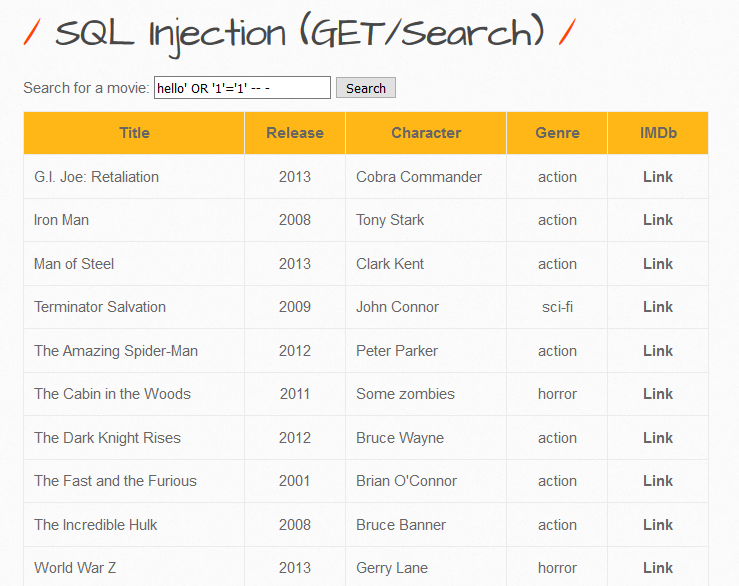 / SQL Injection (GET/Search) /
Search for a movie: hello' OR '1'='1' -- - Search
Title Release Character Genre IMDb
G.I. Joe: Retaliation 2013 Cobra Commander action Link
Iron Man 2008 Tony Stark action Link
Man of Steel 2013 Clark Kent action Link
Terminator Salvation 2009 John Connor sci-fi Link
The Amazing Spider-Man 2012 Peter Parker action Link
The Cabin in the Woods 2011 Some zombies horror Link
The Dark Knight Rises 2012 Bruce Wayne action Link
The Fast and the Furious 2001 Brian O'Connor action Link
The Incredible Hulk 2008 Bruce Banner action Link
World War Z 2013 Gerry Lane horror Link